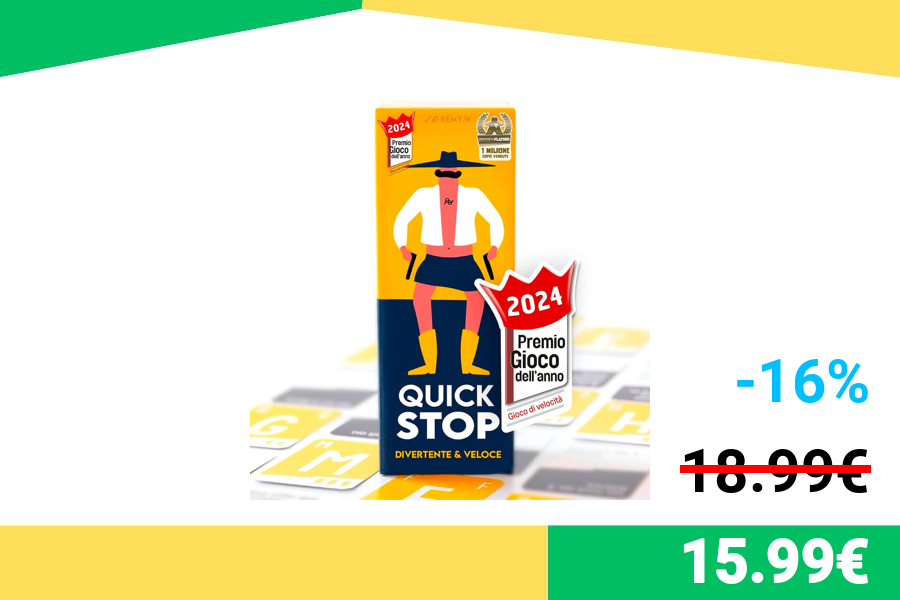 REMY.W
2024
Premio
Gioco
dell'anno
1 MILIONE
COPIE VENDUTE
QUICK
STOP
DIVERTENTE & VELOCE
2024
Premio
Gioco
dell'anno
Gioco di velocità
G
M
M
F
F
H
-16%
18.99€
15.99€